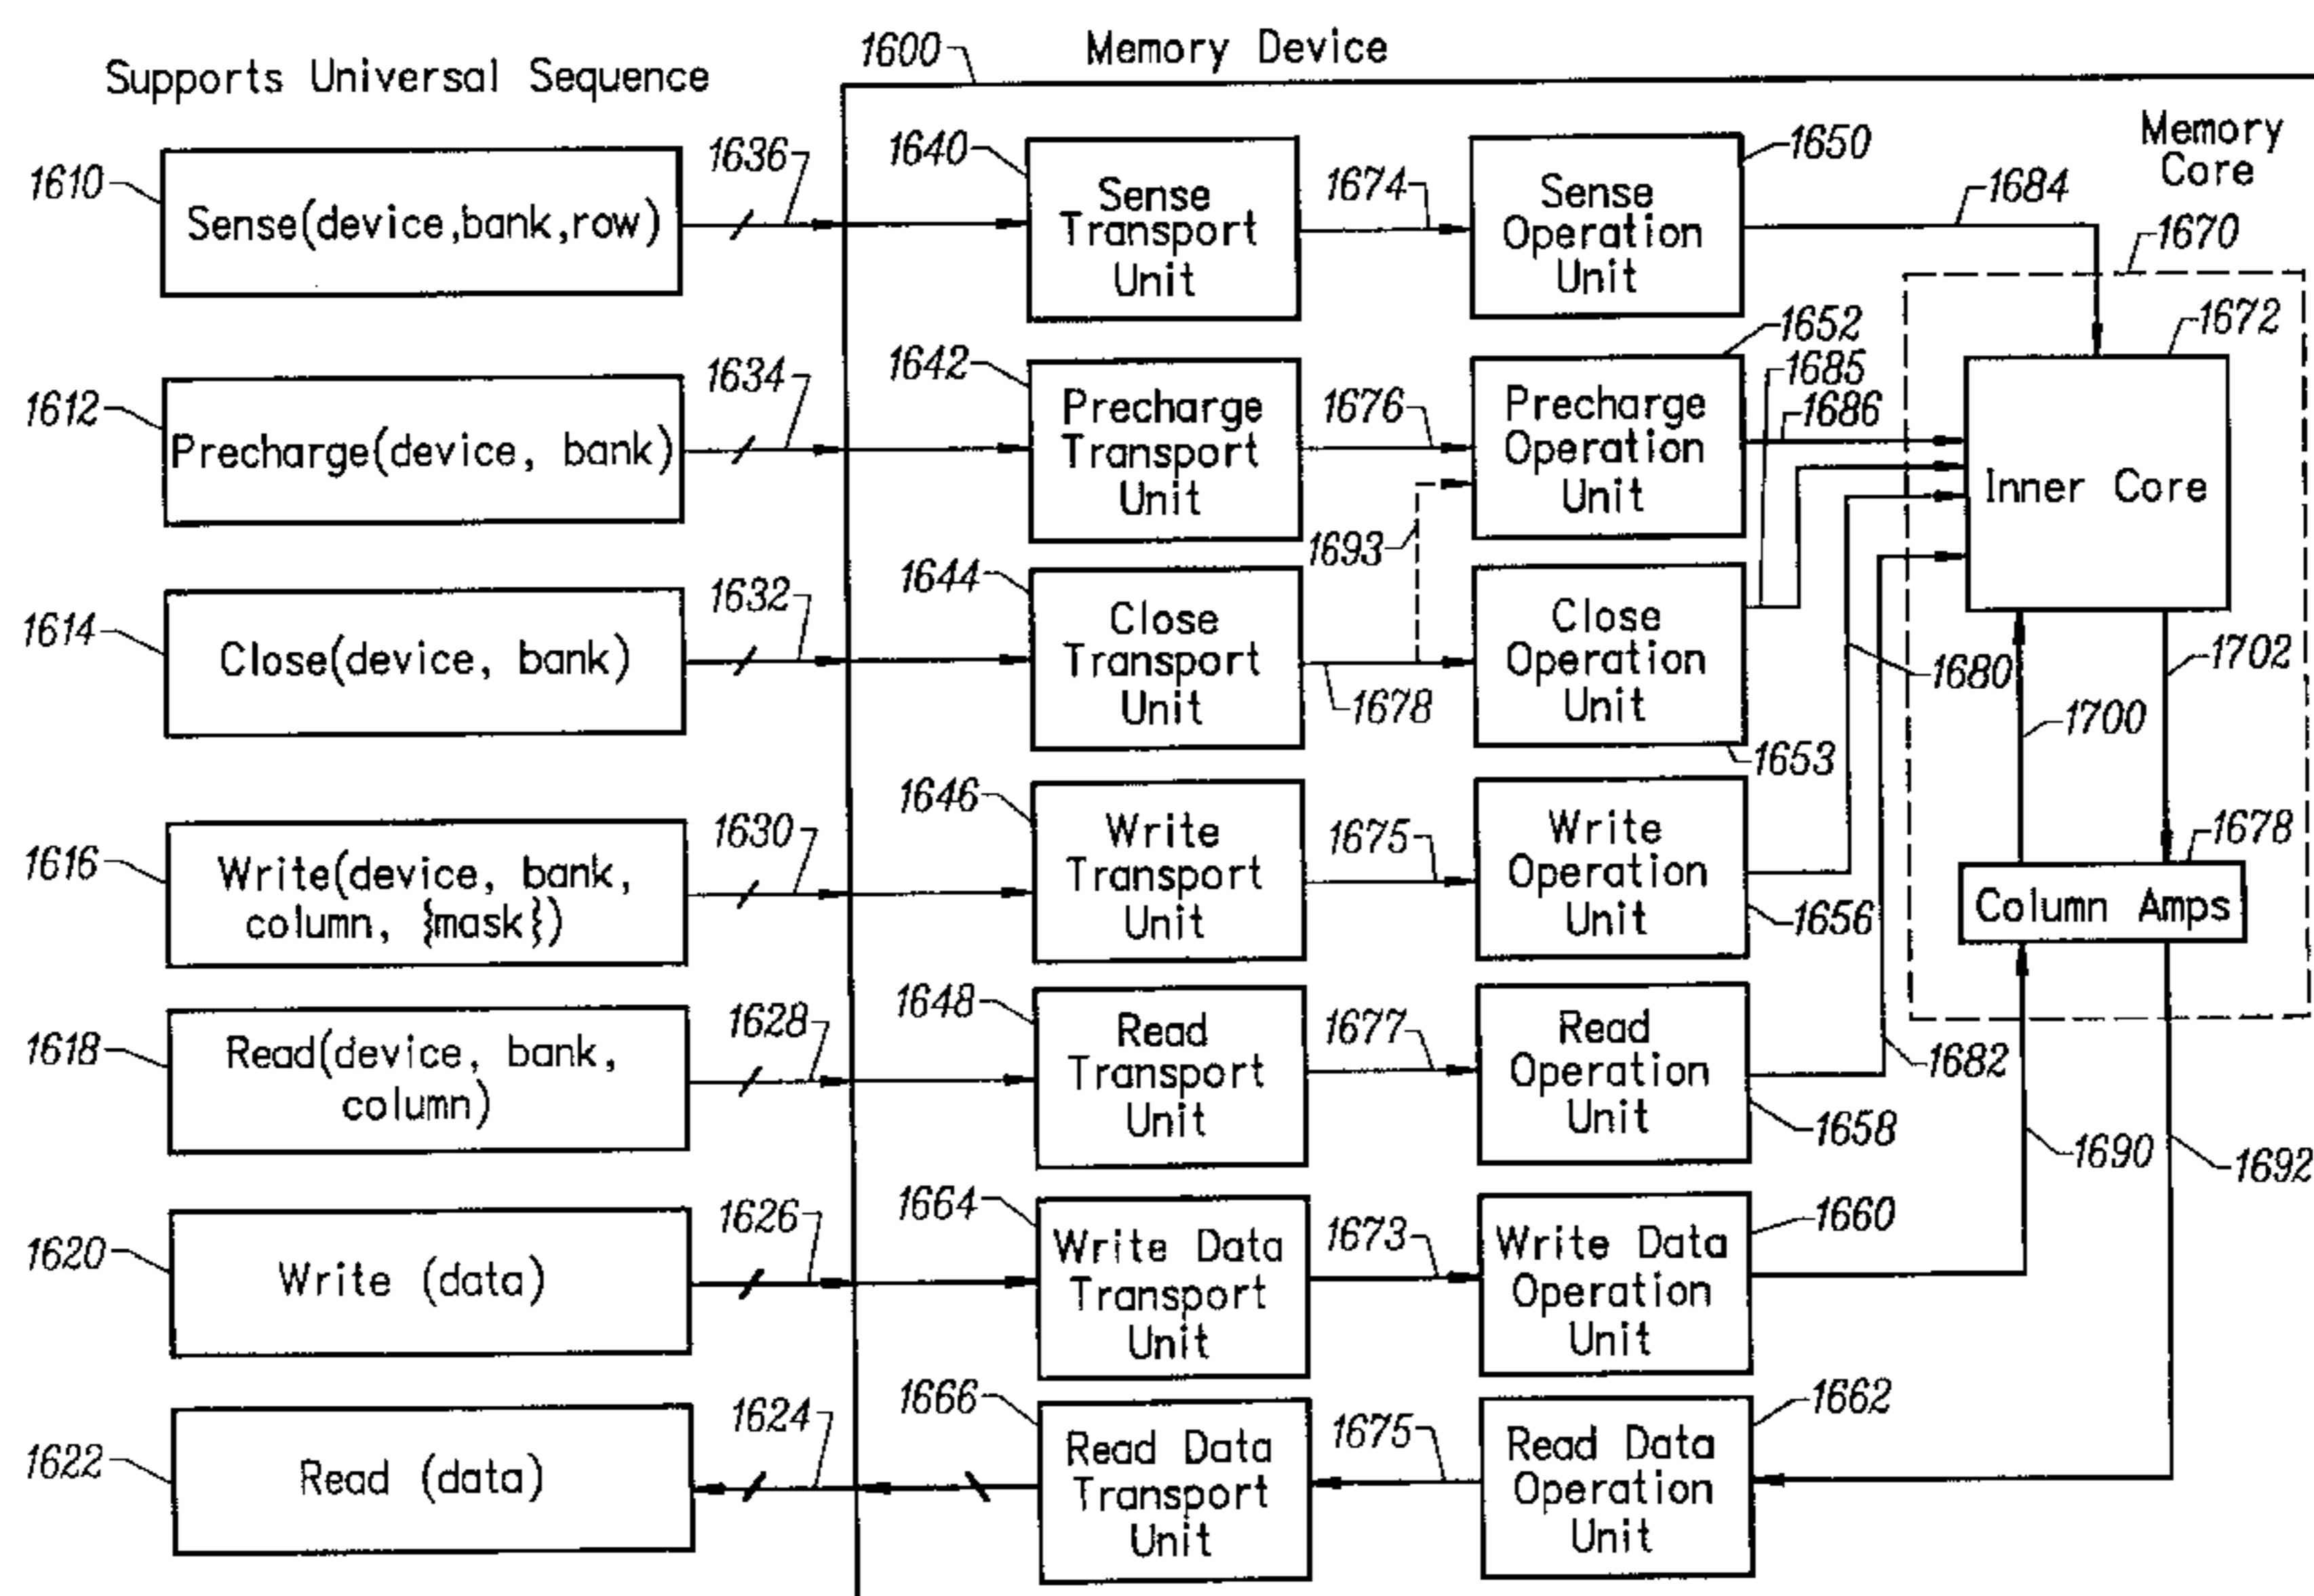 1600
Memory Device
Supports Universal Sequence
Memory
Core
1610
Sense(device,bank,row)
1636
1640
Sense
Transport
Unit
1674
Sense
Operation
Unit
1650
1684
1670
1612
Precharge(device, bank)
1634
1642
Precharge
Transport
Unit
1676
Precharge
Operation
Unit
1652
1685
1686
1672
Inner Core
1693
1614
Close(device, bank)
1632
1644
Close
Transport
Unit
1678
Close
Operation
Unit
1653
1680
1700
1702
1616
Write(device, bank,
column, {mask})
1630
1646
Write
Transport
Unit
1675
Write
Operation
Unit
1656
1678
Column Amps
1618
Read(device, bank,
column)
1628
1648
Read
Transport
Unit
1677
Read
Operation
Unit
1658
1682
1690
1692
1620
Write (data)
1626
1664
Write Data
Transport
Unit
1673
Write Data
Operation
Unit
1660
1622
Read (data)
1624
1666
Read Data
Transport
Unit
1675
Read Data
Operation
Unit
1662